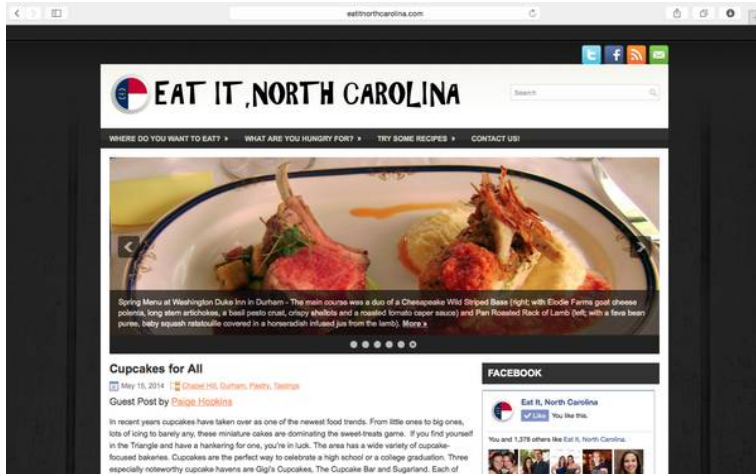 eatitnorthcarolina.com
EAT IT, NORTH CAROLINA
Search
WHERE DO YOU WANT TO EAT? »
WHAT ARE YOU HUNGRY FOR? »
TRY SOME RECIPES »
CONTACT US!
Spring Menu at Washington Duke Inn in Durham - The main course was a duo of a Cheasapeake Wild Striped Bass (right; with Elodie Farms goat cheese
polenta, long stem artichokes, a basil pesto crust, crispy shallots and a roasted tomato caper sauce) and Pan Roasted Rack of Lamb (left; with a fava bean
puree, baby squash ratatouille covered in a horseradish infused jus from the lamb). More »
Cupcakes for All
May 15, 2014
Chapel Hill, Durham, Pastry, Tastings
Guest Post by Paige Hopkins
In recent years cupcakes have taken over as one of the newest food trends. From little ones to big ones,
lots of icing to barely any, these miniature cakes are dominating the sweet-treats game. If you find yourself
in the Triangle and have a hankering for one, you're in luck. The area has a wide variety of cupcake-
focused bakeries. Cupcakes are the perfect way to celebrate a high school or a college graduation. Three
especially noteworthy cupcake havens are Gigi's Cupcakes, The Cupcake Bar and Sugarland. Each of
FACEBOOK
Eat It, North Carolina
Like You like this.
You and 1,378 others like Eat It, North Carolina.